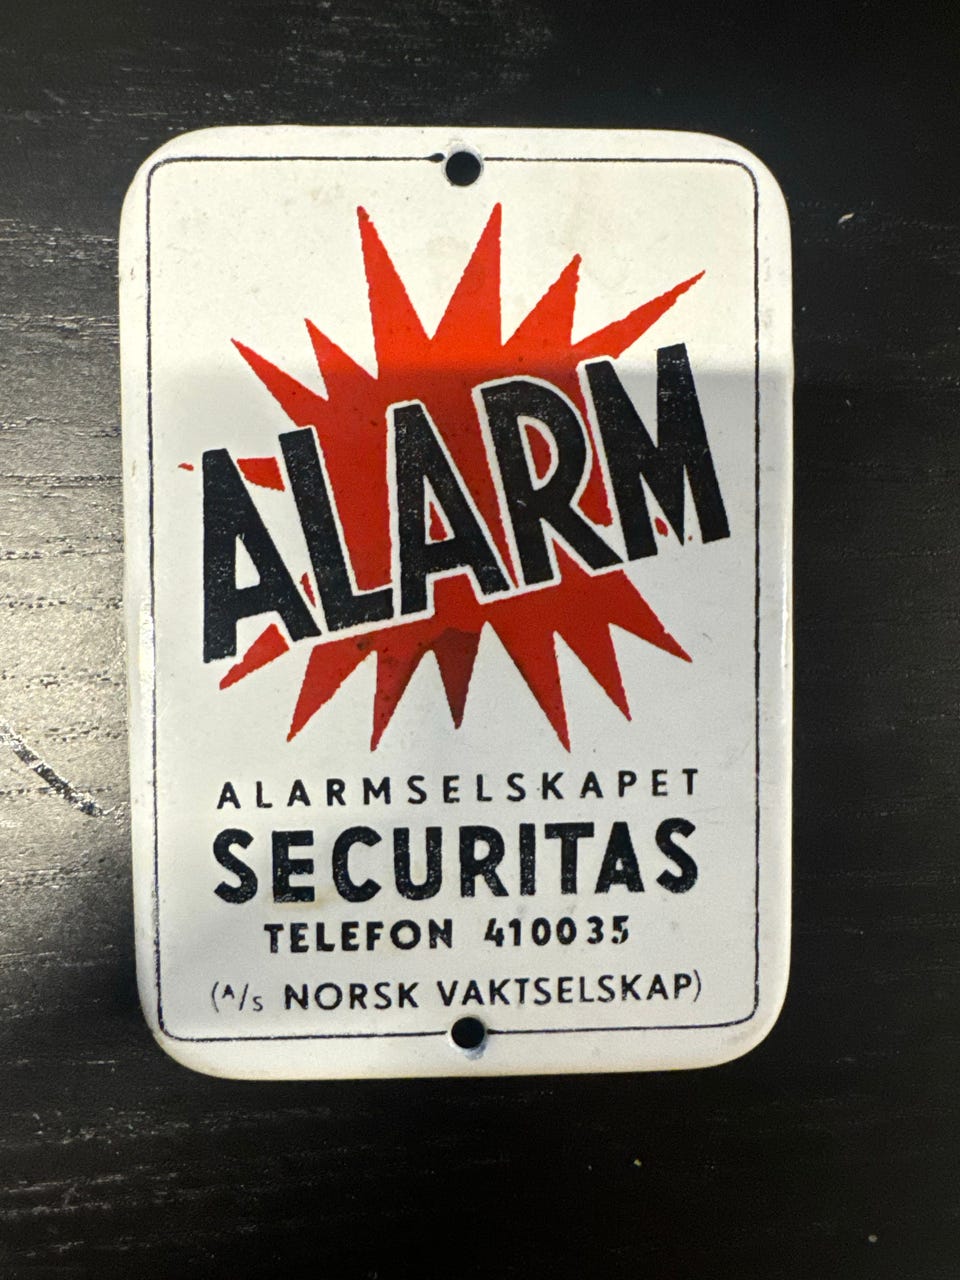 ALARM
ALARMSELSKAPET
SECURITAS
TELEFON 410035
(A/s NORSK VAKTSELSKAP)